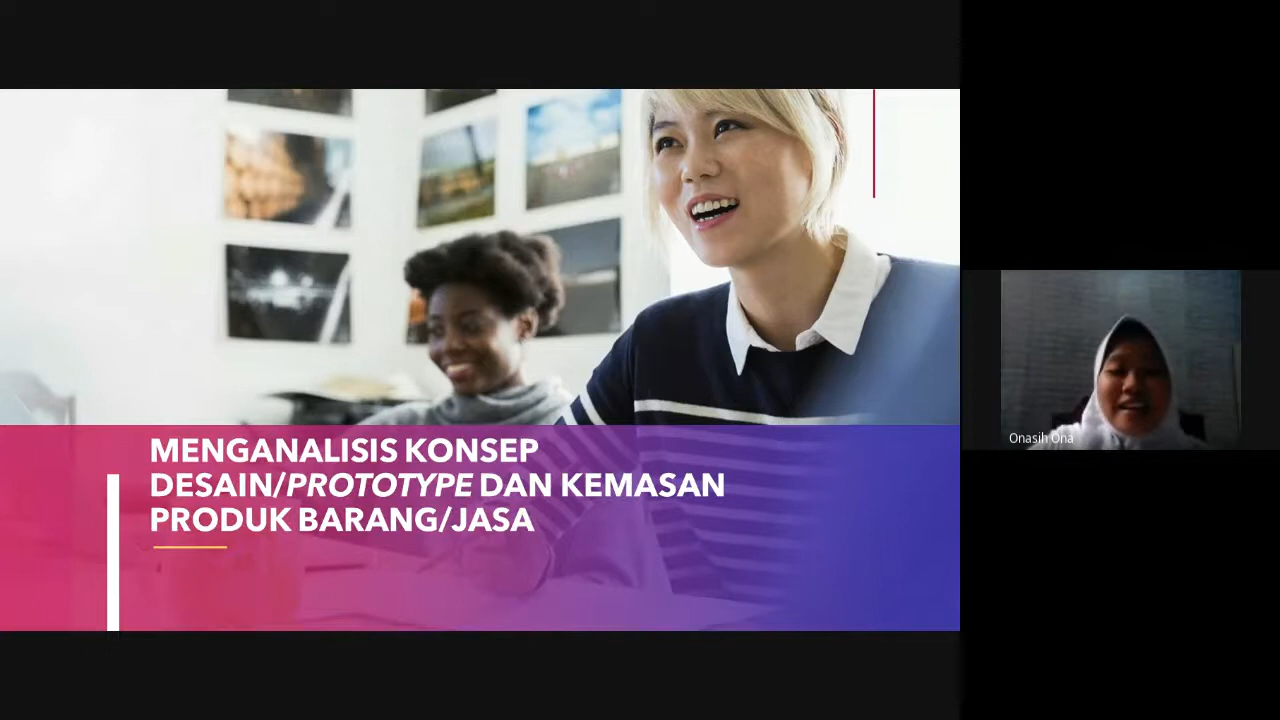 MENGANALISIS KONSEP
DESAIN/PROTOTYPE DAN KEMASAN
PRODUK BARANG/JASA
Onasih Ona